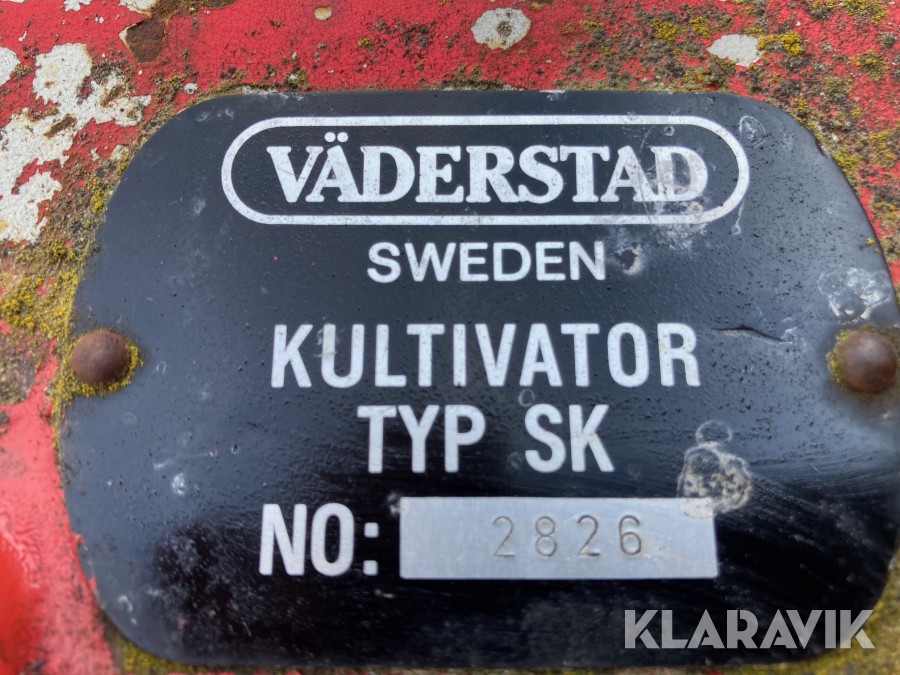 VÄDERSTAD
SWEDEN
KULTIVATOR
TYP SK
NO: 2826
KLARAVIK